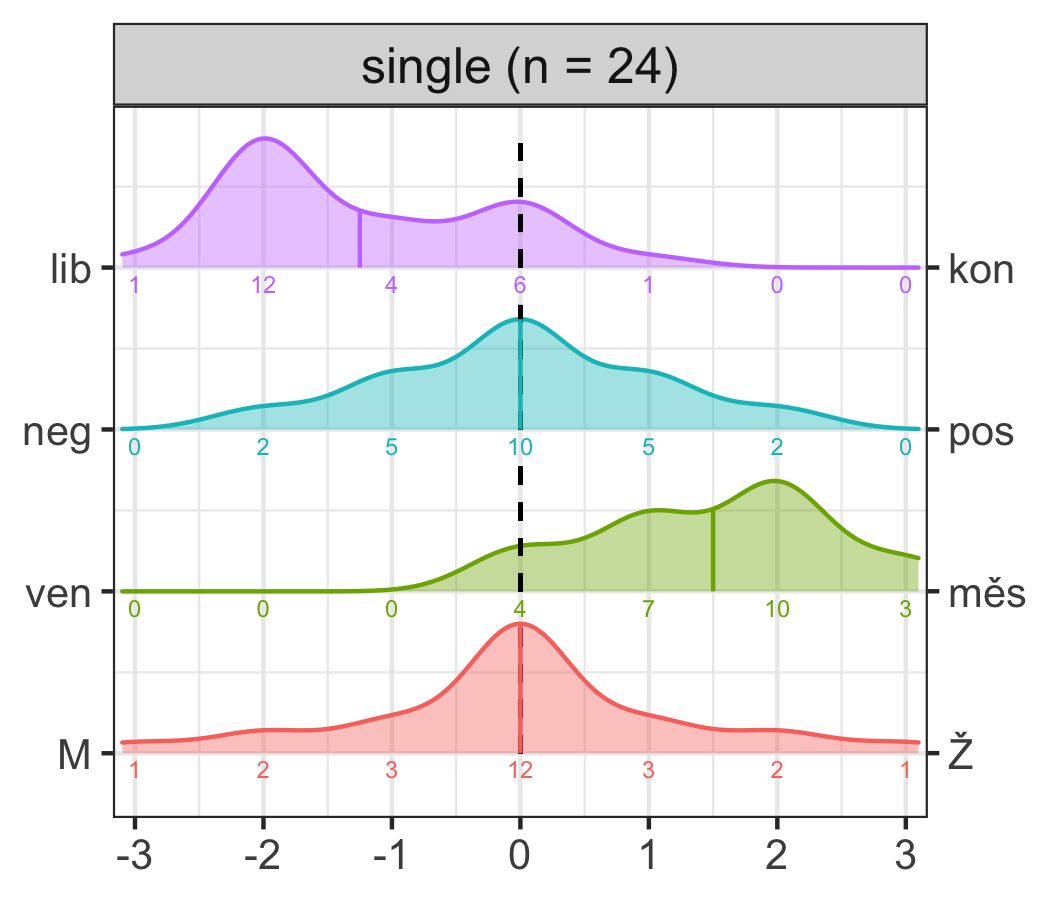 single (n = 24)
lib kon
1 12 4 6 1 0 0
neg pos
0 2 5 10 5 2 0
ven měs
0 0 0 4 7 10 3
M Ž
1 2 3 12 3 2 1
-3 -2 -1 0 1 2 3